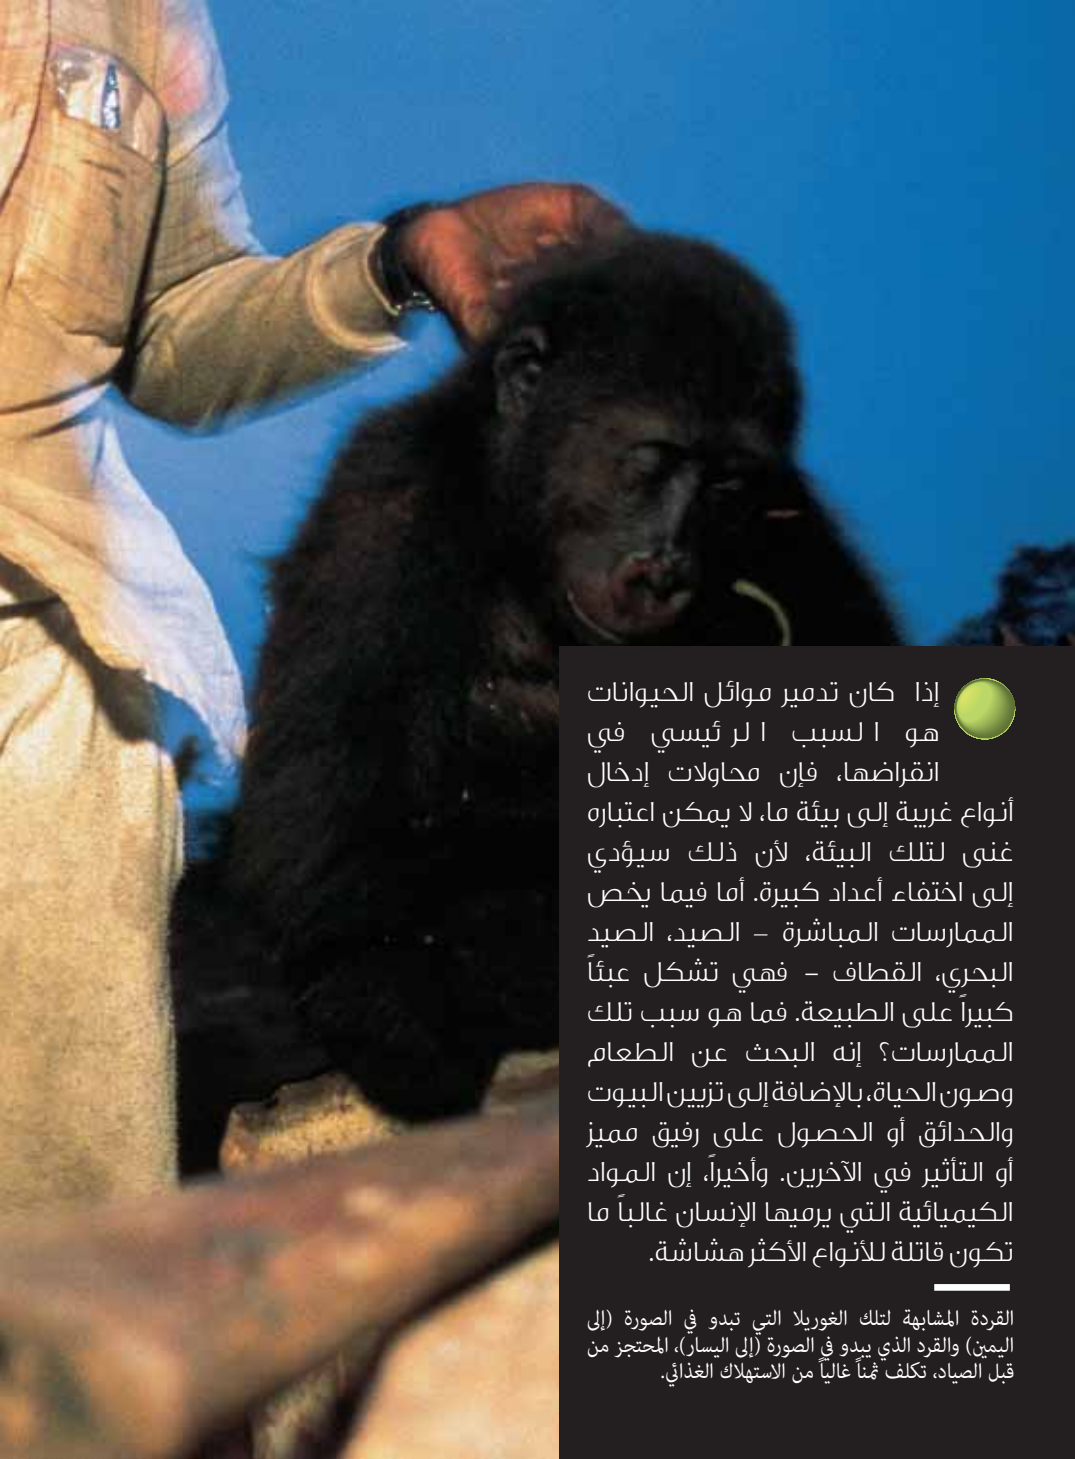 إذا كان تدمير موائل الحيوانات
هو السبب الرئيسي في
انقراضها، فإن محاولات إدخال
أنواع غريبة إلى بيئة ما، لا يمكن اعتباره
غنى لتلك البيئة، لأن ذلك سيؤدي
إلى اختفاء أعداد كبيرة. أما فيما يخص
الممارسات المباشرة – الصيد، الصيد
البحري، القطاف – فهي تشكل عبئاً
كبيراً على الطبيعة. فما هو سبب تلك
الممارسات؟ إنه البحث عن الطعام
وصون الحياة، بالإضافة إلى تزيين البيوت
والحدائق أو الحصول على رفيق مميز
أو التأثير في الآخرين. وأخيراً، إن المواد
الكيميائية التي يرميها الإنسان غالباً ما
تكون قاتلة للأنواع الأكثر هشاشة.
القردة المشابهة لتلك الغوريلا التي تبدو في الصورة (إلى
اليمين) والقرد الذي يبدو في الصورة (إلى اليسار)، المحتجز من
قبل الصياد، تكلف ثمناً غالياً من الاستهلاك الغذائي.